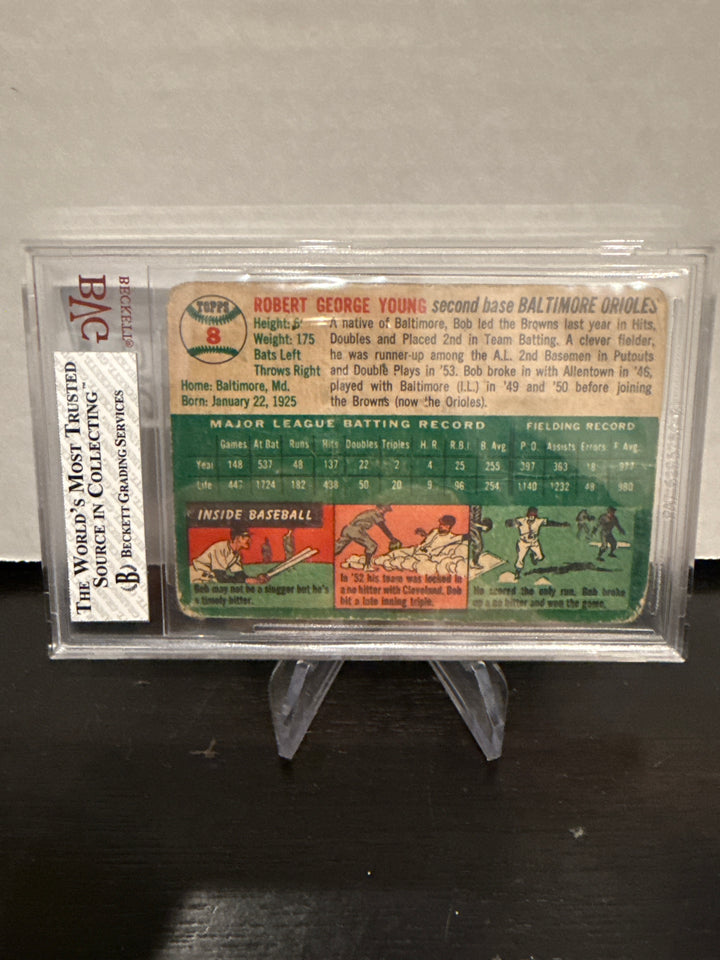 BVG
BECKETT®
THE WORLD'S MOST TRUSTED
SOURCE IN COLLECTING™
BECKETT GRADING SERVICES
TOPPS
8
ROBERT GEORGE YOUNG second base BALTIMORE ORIOLES
Height: 6'
Weight: 175
Bats Left
Throws Right
Home: Baltimore, Md.
Born: January 22, 1925
A native of Baltimore, Bob led the Browns last year in Hits,
Doubles and Placed 2nd in Team Batting. A clever fielder,
he was runner-up among the A.L. 2nd Basemen in Putouts
and Double Plays in '53. Bob broke in with Allentown in '46,
played with Baltimore (I.L.) in '49 and '50 before joining
the Browns (now the Orioles).
MAJOR LEAGUE BATTING RECORD FIELDING RECORD
Games At Bat Runs Hits Doubles Triples H.R. R.B.I. B. Avg. P.O. Assists Errors F. Avg.
Year 148 537 48 137 22 2 4 25 255 397 393 18 977
Life 447 1724 182 438 50 20 9 96 254 1140 1232 48 980
INSIDE BASEBALL
Bob may not be a slugger but he's
a timely hitter.
In '52 his team was locked in
a no hitter with Cleveland. Bob
hit a late inning triple.
He scored the only run. Bob broke
up a no hitter and won the game.